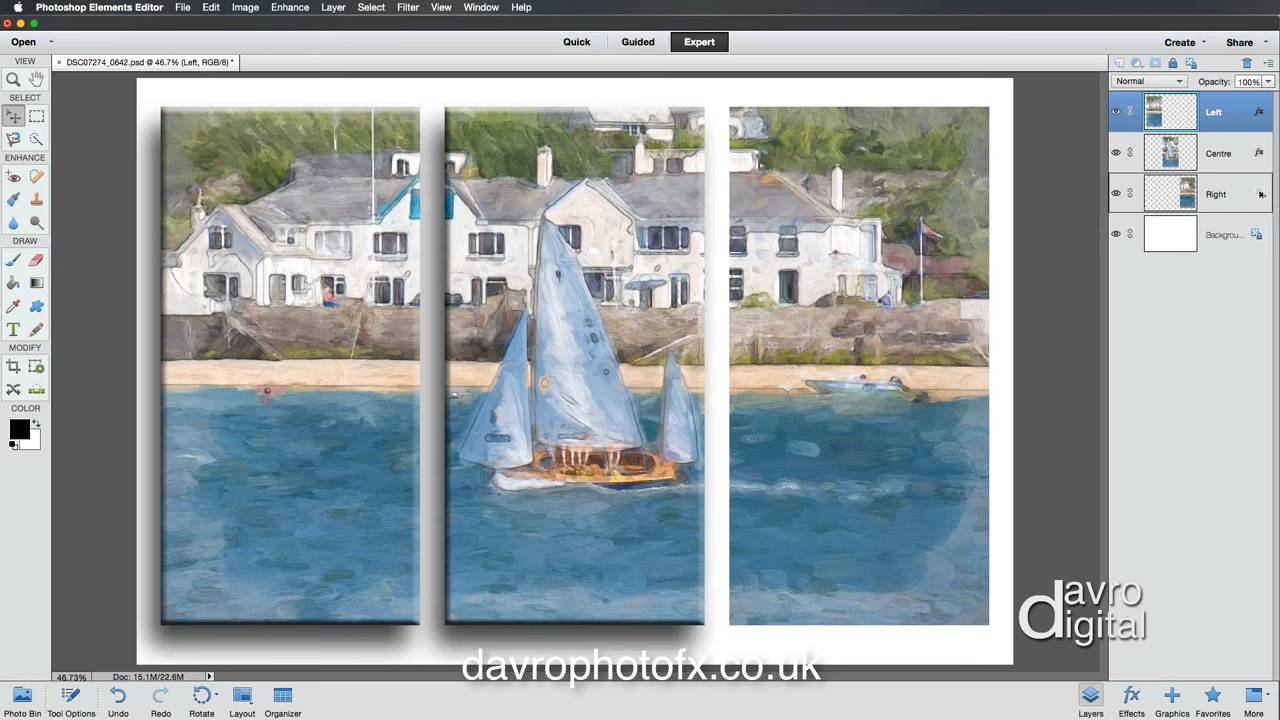 Photoshop Elements Editor File Edit Image Enhance Layer Select Filter View Window Help
Open Quick Guided Expert Create Share
VIEW
× DSC07274_0642.psd @ 46.7% (Left, RGB/8) *
Normal Opacity: 100%
SELECT
Left fx
Centre fx
Right
Backgrou...
ENHANCE
DRAW
T
MODIFY
COLOR
davro
digital
davrophotofx.co.uk
46.73% Doc: 15.1M/22.6M
Photo Bin Tool Options Undo Redo Rotate Layout Organizer Layers fx Effects Graphics Favorites More